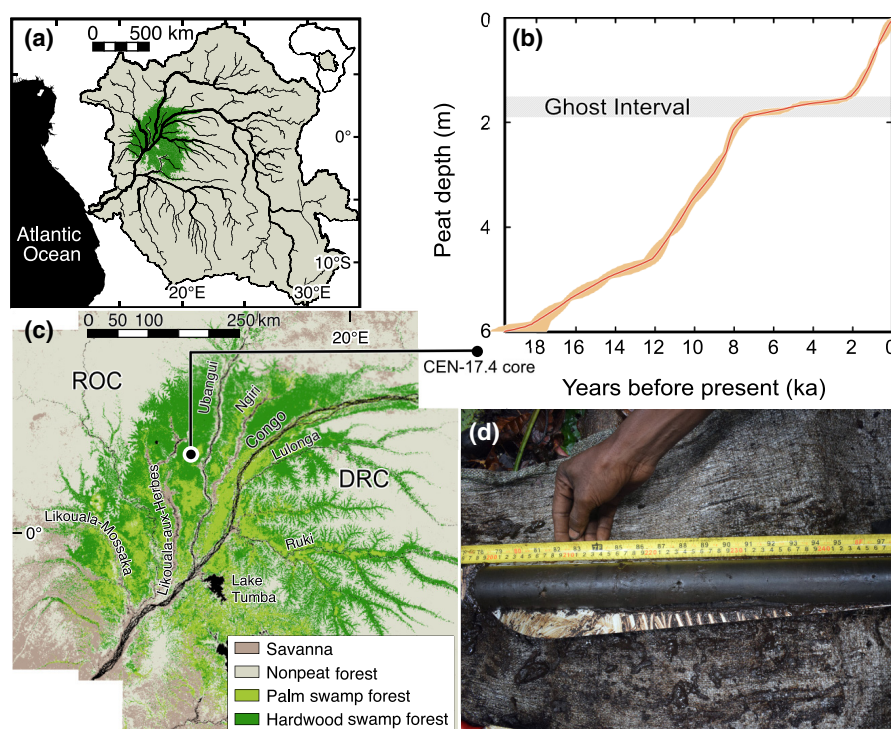 (a)
0 500 km
0°
Atlantic
Ocean
10°S
20°E
30°E
(b)
0
Ghost Interval
2
4
6
Peat depth (m)
18 16 14 12 10 8 6 4 2 0
Years before present (ka)
CEN-17.4 core
(c)
0 50 100 250 km
20°E
ROC
Ubangui
Ngiri
Congo
Lulonga
DRC
Likouala-Mossaka
Likouala-aux-Herbes
0°
Ruki
Lake
Tumba
Savanna
Nonpeat forest
Palm swamp forest
Hardwood swamp forest
(d)